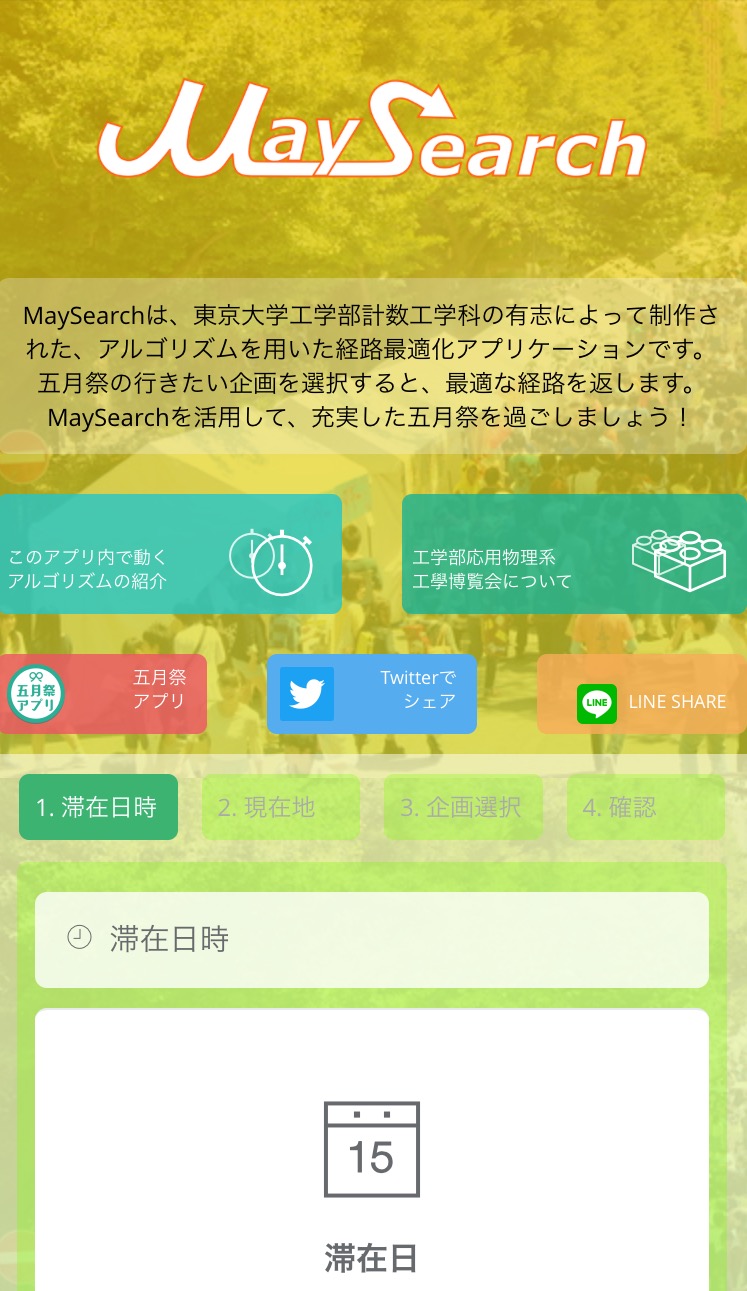 MaySearch
MaySearchは、東京大学工学部計数工学科の有志によって制作さ
れた、アルゴリズムを用いた経路最適化アプリケーションです。
五月祭の行きたい企画を選択すると、最適な経路を返します。
MaySearchを活用して、充実した五月祭を過ごしましょう！
このアプリ内で動く
アルゴリズムの紹介
工学部応用物理系
工學博覧会について
五月祭
アプリ
五月祭
アプリ
Twitterで
シェア
LINE
LINE SHARE
1. 滞在日時
2. 現在地
3. 企画選択
4. 確認
滞在日時
15
滞在日